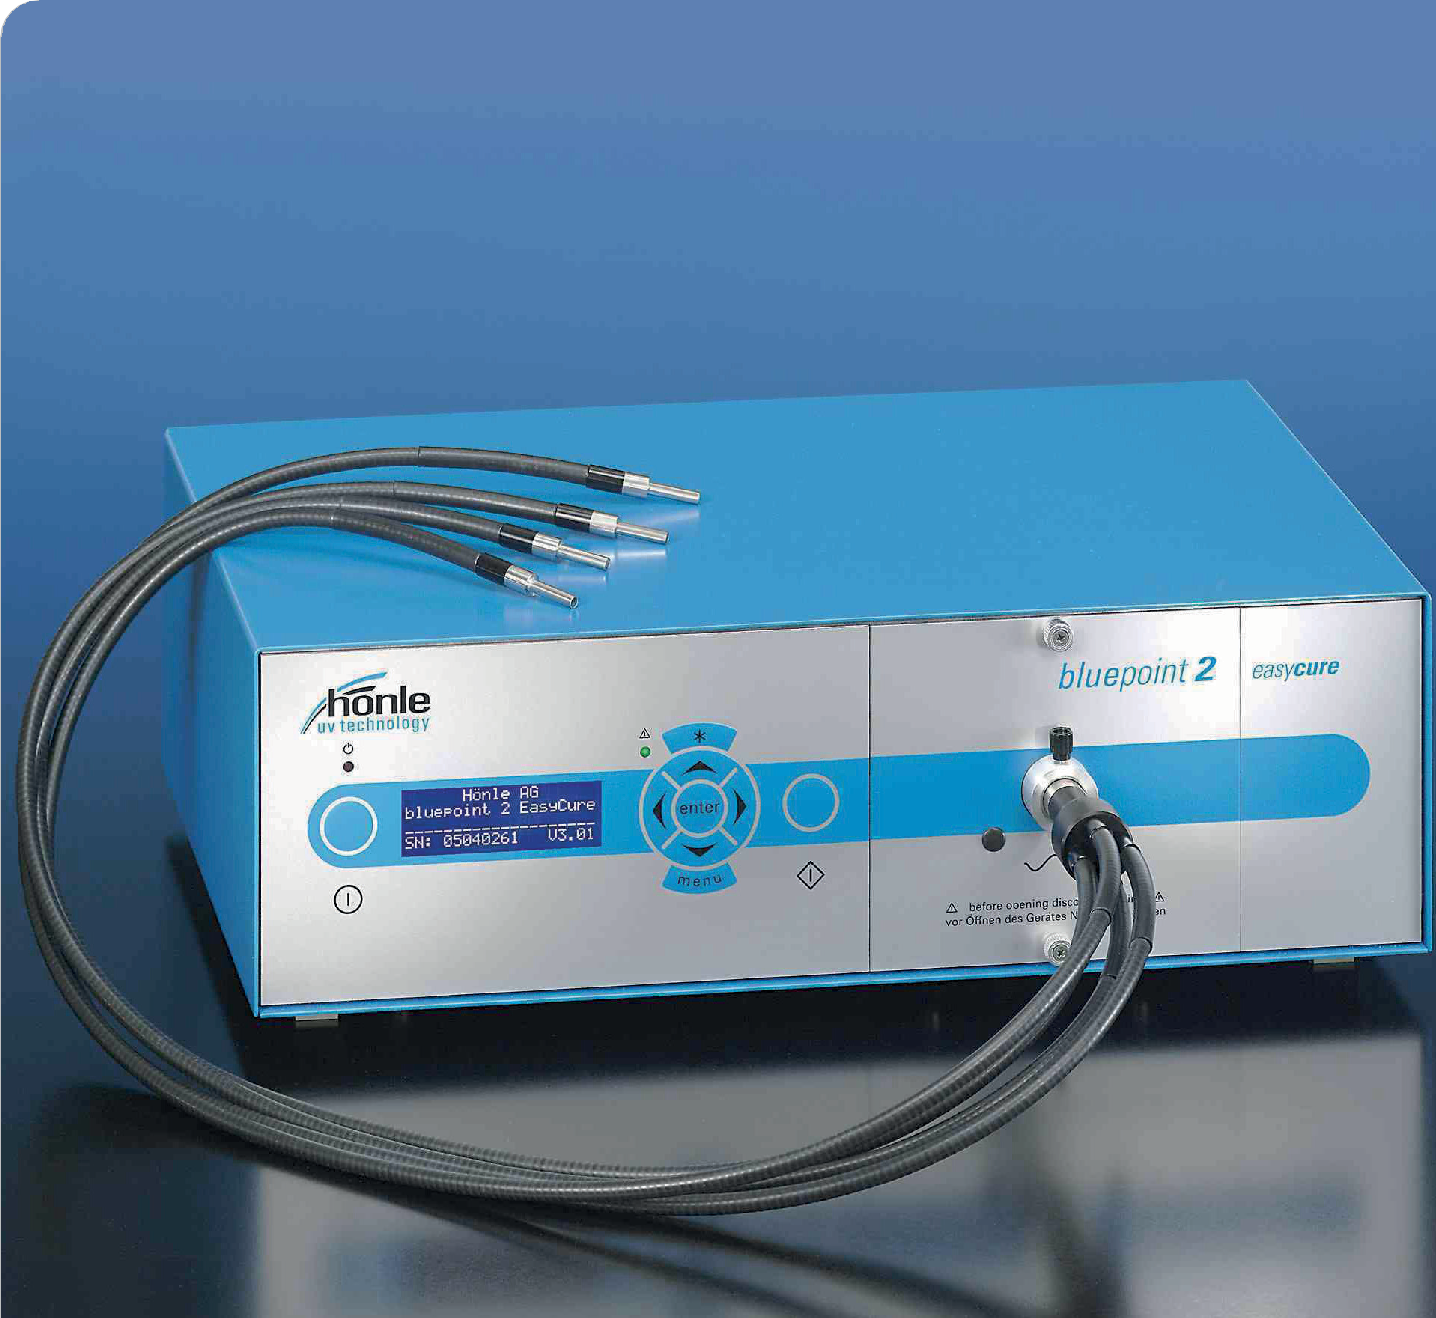 hönle
uv technology
bluepoint 2
easycure
Hönle AG
bluepoint 2 EasyCure
SN: 05040261 V3.01
enter
menu
before opening
vor Öffnen des Gerätes